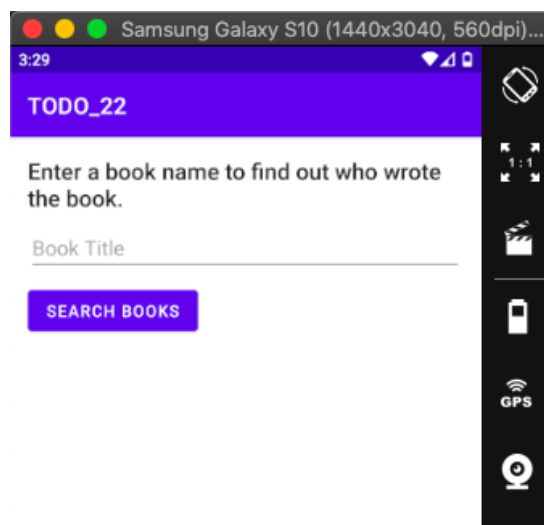 Samsung Galaxy S10 (1440x3040, 560dpi)...
3:29
TODO_22
Enter a book name to find out who wrote
the book.
Book Title
SEARCH BOOKS
1:1
GPS